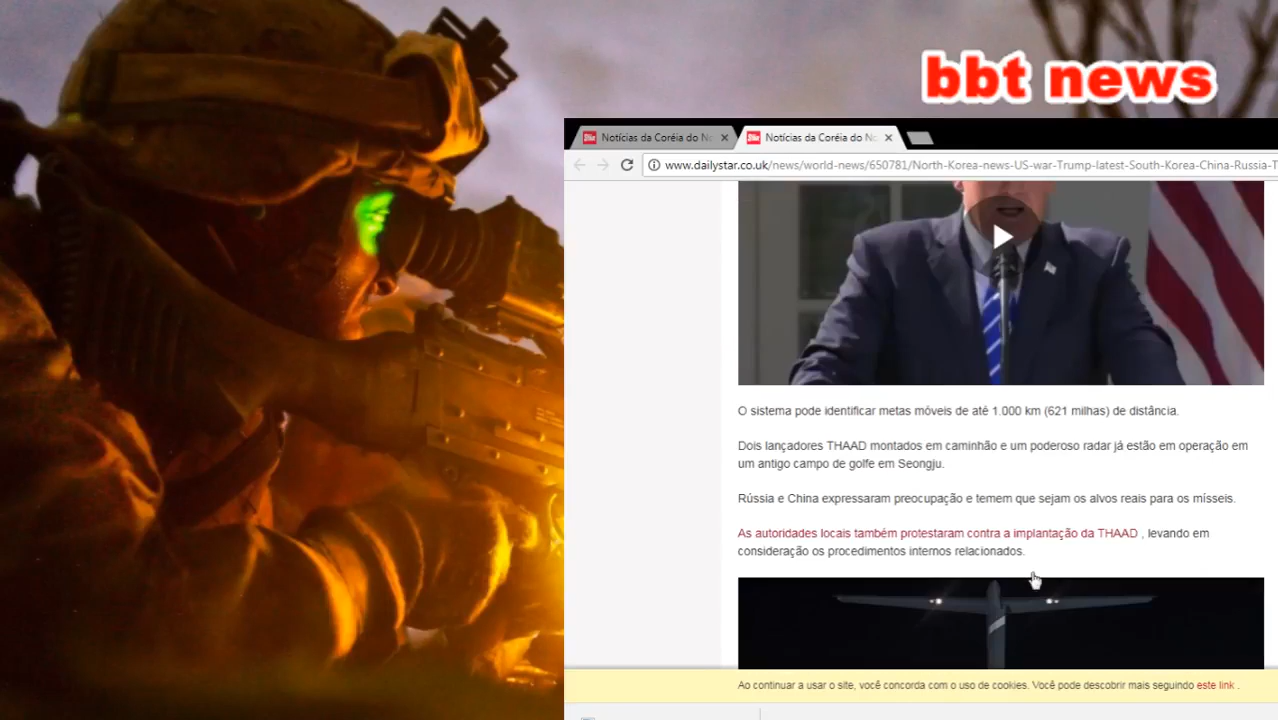 bbt news
Notícias da Coréia do No
Notícias da Coréia do No
www.dailystar.co.uk/news/world-news/650781/North-Korea-news-US-war-Trump-latest-South-Korea-China-Russia-T
O sistema pode identificar metas móveis de até 1.000 km (621 milhas) de distância.
Dois lançadores THAAD montados em caminhão e um poderoso radar já estão em operação em
um antigo campo de golfe em Seongju.
Rússia e China expressaram preocupação e temem que sejam os alvos reais para os mísseis.
As autoridades locais também protestaram contra a implantação da THAAD , levando em
consideração os procedimentos internos relacionados.
Ao continuar a usar o site, você concorda com o uso de cookies. Você pode descobrir mais seguindo este link .